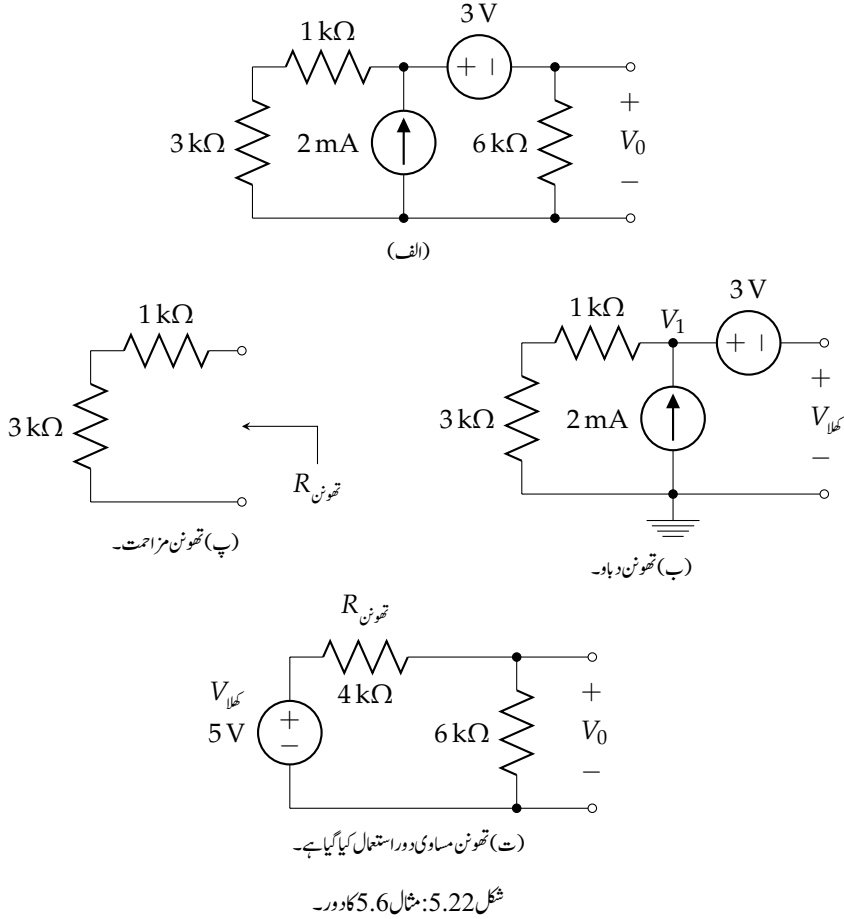 3 V
1 kΩ
+ −
3 kΩ
2 mA
6 kΩ
+
V0
−
(الف)
1 kΩ
3 kΩ
Rتھونن
(پ) تھونن مزاحمت۔
3 V
1 kΩ
V1
+ −
3 kΩ
2 mA
+
Vکھلا
−
(ب) تھونن دباو۔
Rتھونن
4 kΩ
Vکھلا
5 V
+
−
6 kΩ
+
V0
−
(ت) تھونن مساوی دور استعمال کیا گیا ہے۔
شکل 5.22: مثال 5.6 کا دور۔